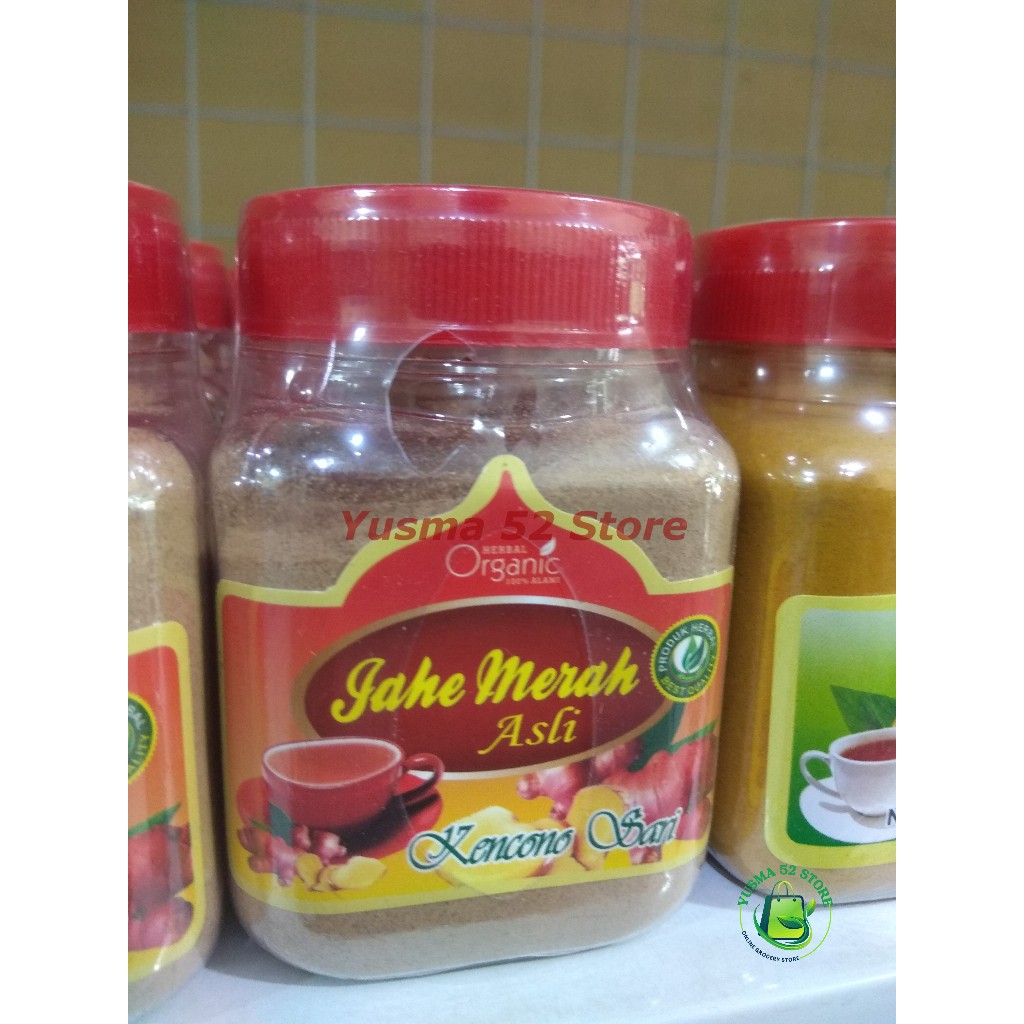 Yusma 52 Store
HERBAL
Organic
100% ALAMI
PRODUK HERBAL
BEST QUALITY
Jahe Merah
Asli
Kencono Sari
YUSMA 52 STORE
ONLINE GROCERY STORE